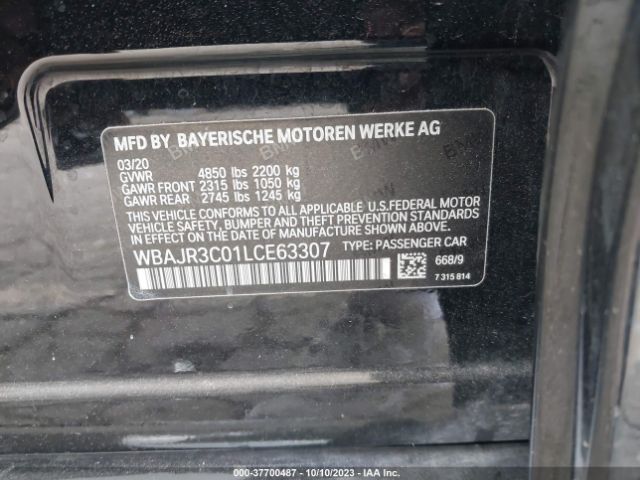 MFD BY BAYERISCHE MOTOREN WERKE AG
03/20
GVWR 4850 lbs 2200 kg
GAWR FRONT 2315 lbs 1050 kg
GAWR REAR 2745 lbs 1245 kg
THIS VEHICLE CONFORMS TO ALL APPLICABLE U.S.FEDERAL MOTOR
VEHICLE SAFETY, BUMPER AND THEFT PREVENTION STANDARDS IN
EFFECT ON THE DATE OF MANUFACTURE SHOWN ABOVE.
WBAJR3C01LCE63307 TYPE: PASSENGER CAR
668/9
7 315 814
000-37700487 - 10/10/2023 - IAA Inc.